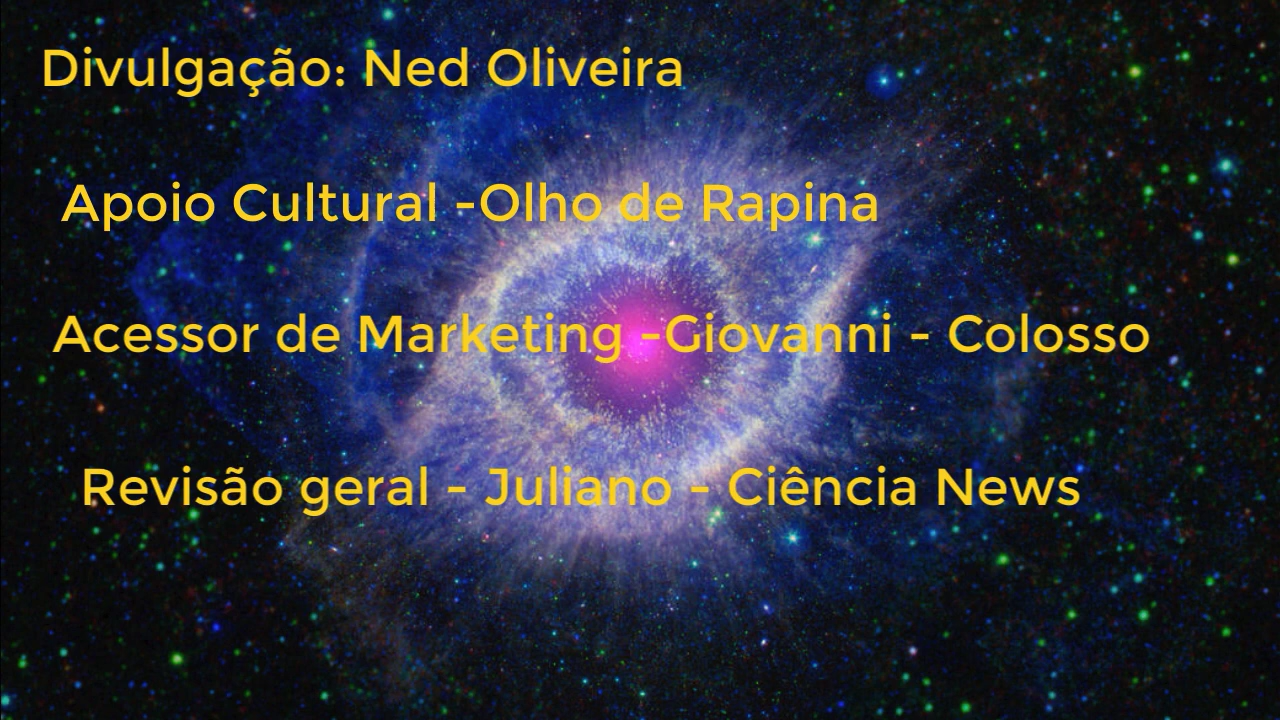 Divulgação: Ned Oliveira
Apoio Cultural -Olho de Rapina
Acessor de Marketing -Giovanni - Colosso
Revisão geral - Juliano - Ciência News